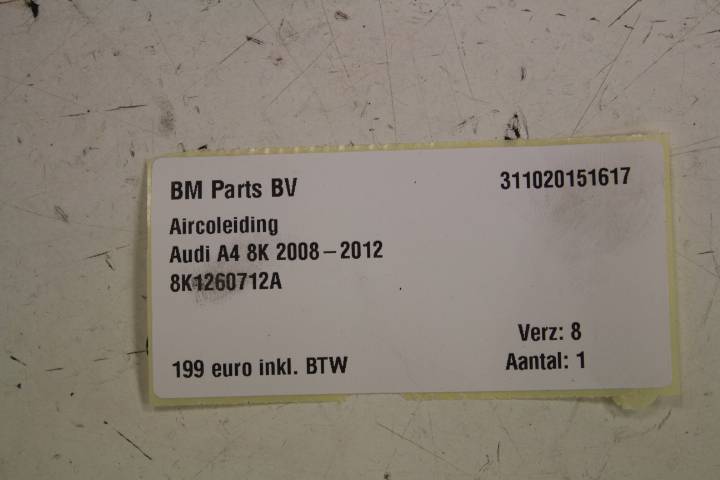 BM Parts BV
311020151617
Aircoleiding
Audi A4 8K 2008 – 2012
8K1260712A
Verz: 8
199 euro inkl. BTW
Aantal: 1